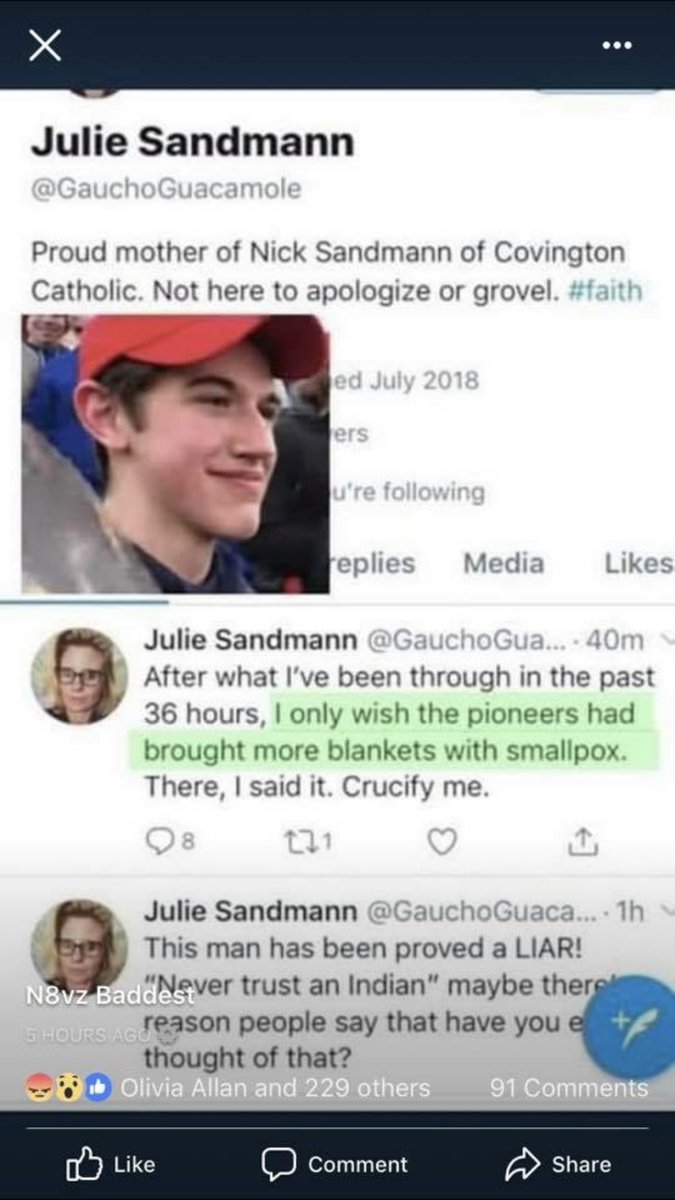 Julie Sandmann
@GauchoGuacamole
Proud mother of Nick Sandmann of Covington
Catholic. Not here to apologize or grovel. #faith
ed July 2018
ers
u're following
replies Media Likes
Julie Sandmann @GauchoGua... · 40m
After what I've been through in the past
36 hours, I only wish the pioneers had
brought more blankets with smallpox.
There, I said it. Crucify me.
8 1
Julie Sandmann @GauchoGuaca... · 1h
This man has been proved a LIAR!
"Never trust an Indian" maybe there
N8vz Baddest
reason people say that have you e
5 HOURS AGO
thought of that?
Olivia Allan and 229 others 91 Comments
Like Comment Share